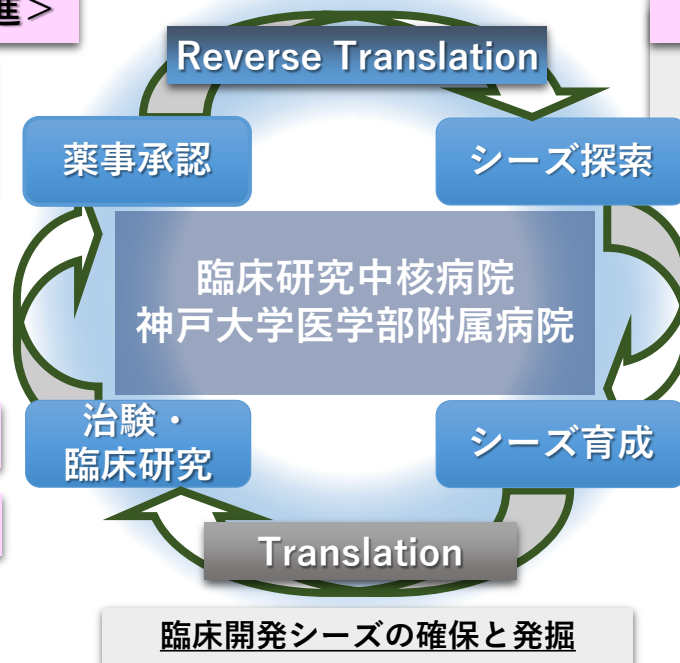 進>
Reverse Translation
薬事承認
シーズ探索
臨床研究中核病院
神戸大学医学部附属病院
治験・
臨床研究
シーズ育成
Translation
臨床開発シーズの確保と発掘